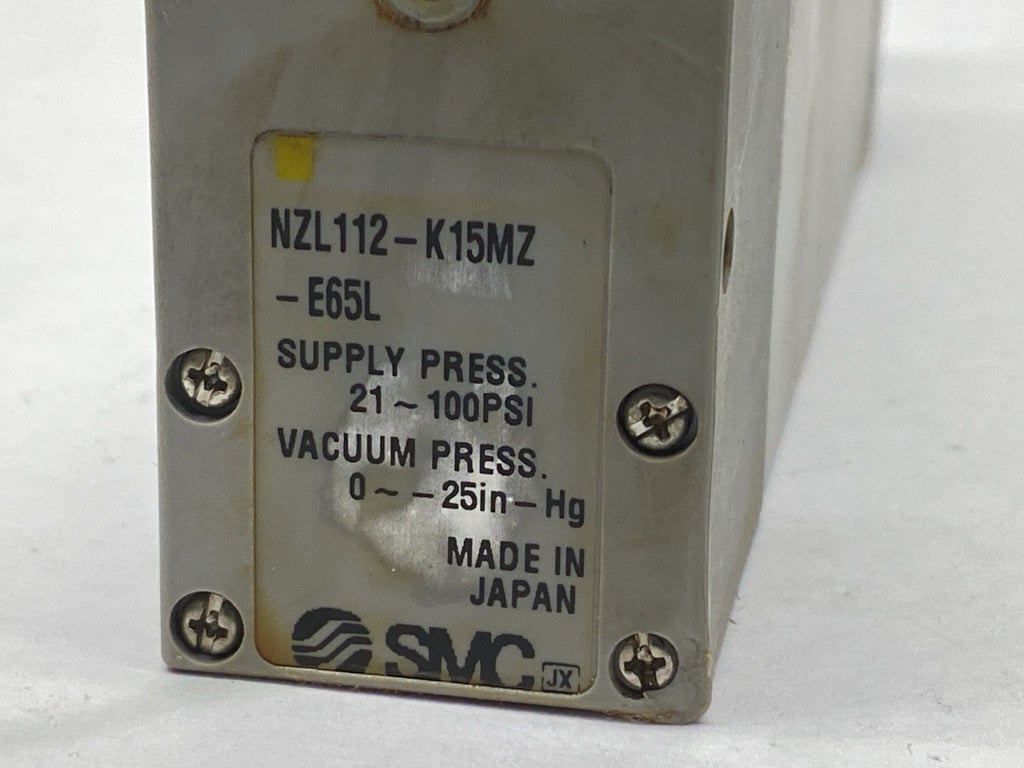 NZL112-K15MZ
-E65L
SUPPLY PRESS.
21~100PSI
VACUUM PRESS.
0~-25in-Hg
MADE IN
JAPAN
SMC JX